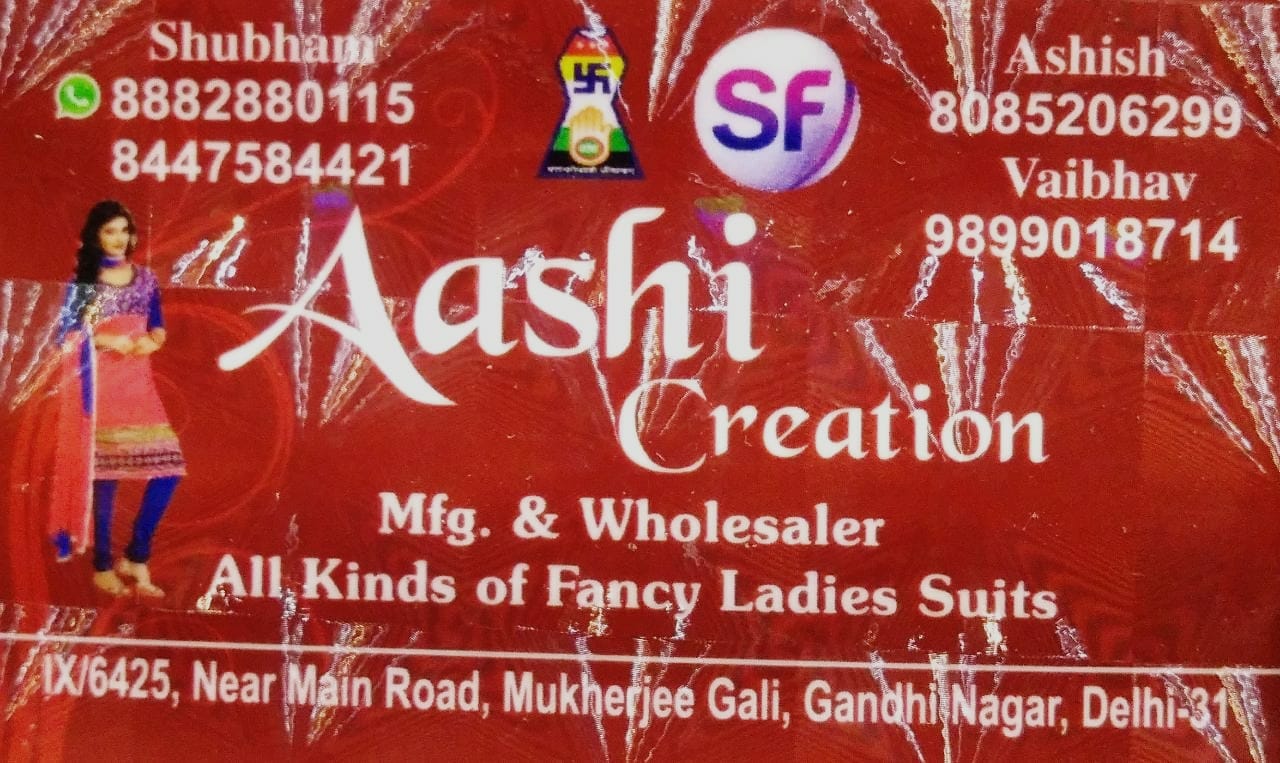 Shubham
8882880115
8447584421
SF
Ashish
8085206299
Vaibhav
9899018714
Aashi
Creation
Mfg. & Wholesaler
All Kinds of Fancy Ladies Suits
IX/6425, Near Main Road, Mukherjee Gali, Gandhi Nagar, Delhi-31